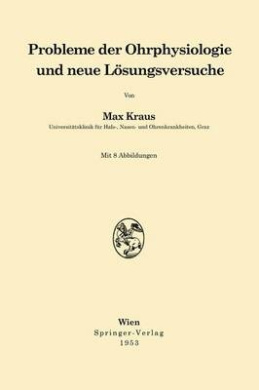 Probleme der Ohrphysiologie
und neue Lösungsversuche
Von
Max Kraus
Universitätsklinik für Hals-, Nasen- und Ohrenkrankheiten, Graz
Mit 8 Abbildungen
Wien
Springer-Verlag
1953